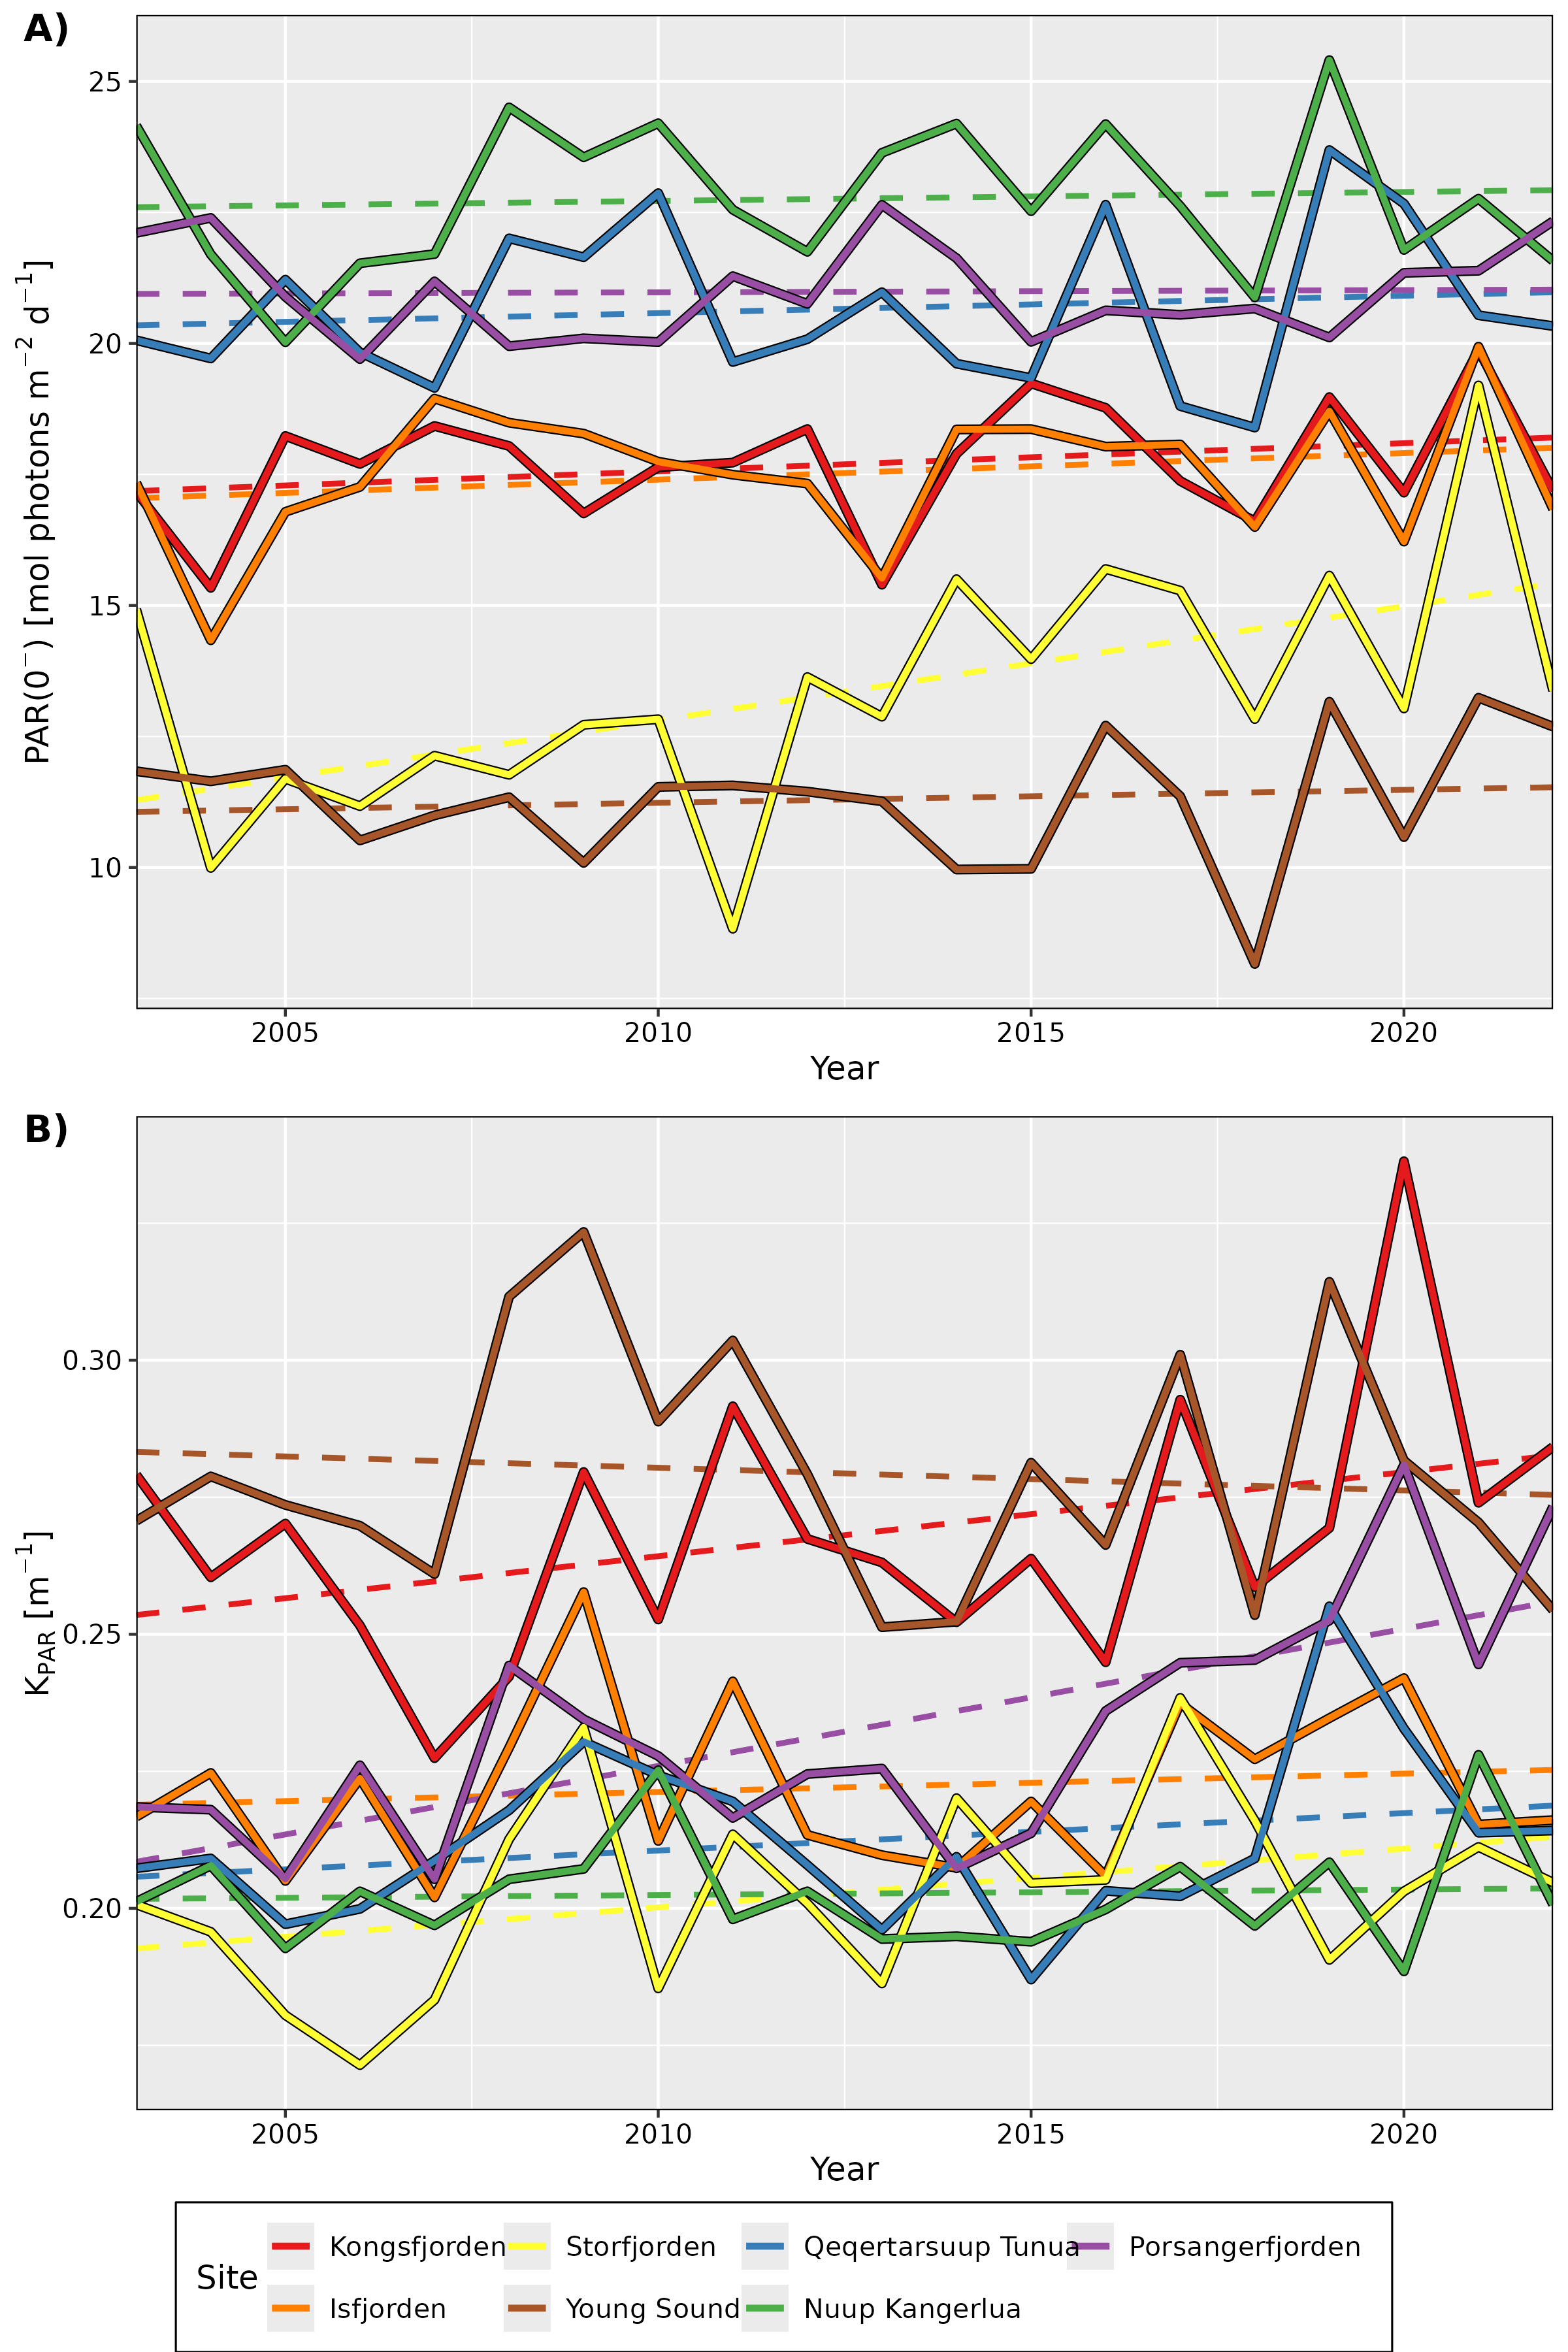 A)
PAR(0⁻) [mol photons m⁻² d⁻¹]
25
20
15
10
2005 2010 2015 2020
Year
B)
K_PAR [m⁻¹]
0.30
0.25
0.20
2005 2010 2015 2020
Year
Site
Kongsfjorden Storfjorden Qeqertarsuup Tunua Porsangerfjorden
Isfjorden Young Sound Nuup Kangerlua